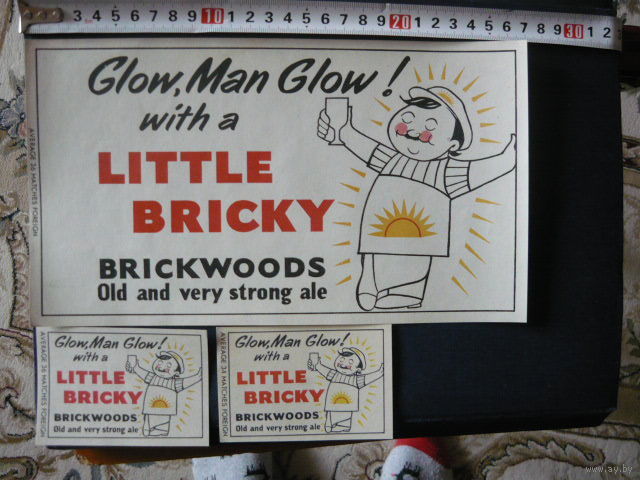 3 4 5 6 7 8 9 10 1 2 3 4 5 6 7 8 9 20 1 2 3 4 5 6 7 8 9 30 1 2
Glow, Man Glow!
with a
LITTLE
BRICKY
BRICKWOODS
Old and very strong ale
AVERAGE 36 MATCHES FOREIGN
Glow, Man Glow!
with a
LITTLE
BRICKY
BRICKWOODS
Old and very strong ale
AVERAGE 36 MATCHES FOREIGN
Glow, Man Glow!
with a
LITTLE
BRICKY
BRICKWOODS
Old and very strong ale
MATCHES FOREIGN
www.ay.by